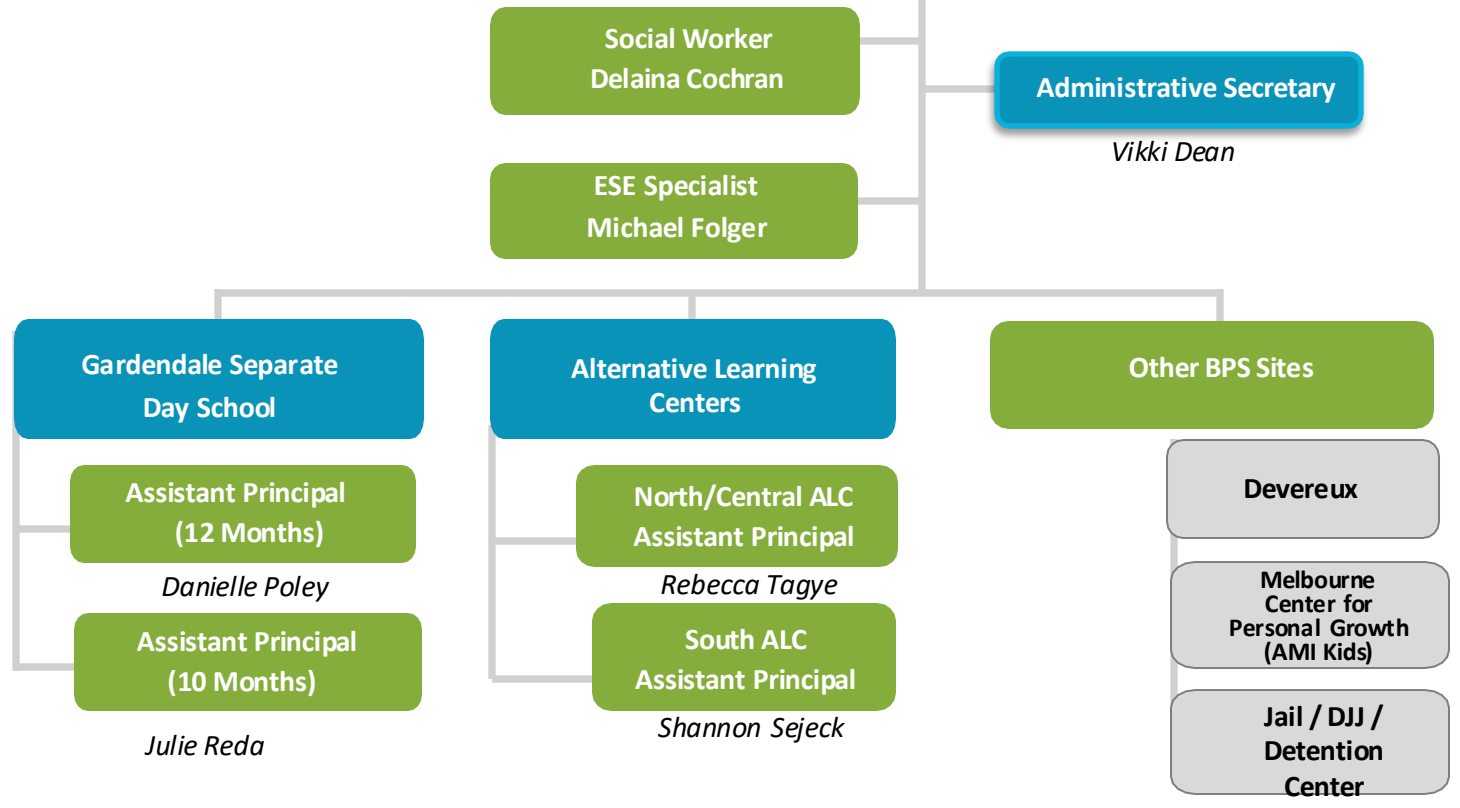 Social Worker
Delaina Cochran
Administrative Secretary
Vikki Dean
ESE Specialist
Michael Folger
Gardendale Separate
Day School
Assistant Principal
(12 Months)
Danielle Poley
Assistant Principal
(10 Months)
Julie Reda
Alternative Learning
Centers
North/Central ALC
Assistant Principal
Rebecca Tagye
South ALC
Assistant Principal
Shannon Sejeck
Other BPS Sites
Devereux
Melbourne
Center for
Personal Growth
(AMI Kids)
Jail / DJJ /
Detention
Center